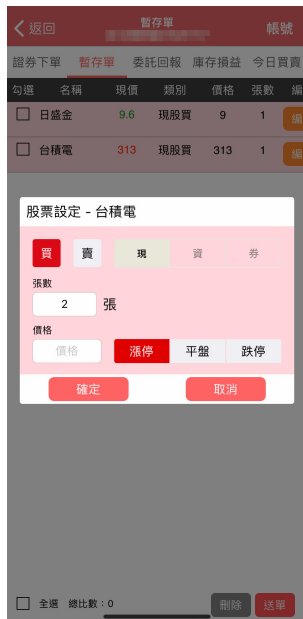 返回 暫存單 帳號
證券下單 暫存單 委託回報 庫存損益 今日買賣
勾選 名稱 現價 類別 價格 張數 編
日盛金 9.6 現股買 9 1 編
台積電 313 現股買 313 1 編
股票設定 - 台積電
買 賣 現 資 券
張數
2 張
價格
價格 漲停 平盤 跌停
確定 取消
全選 總比數:0 刪除 送單